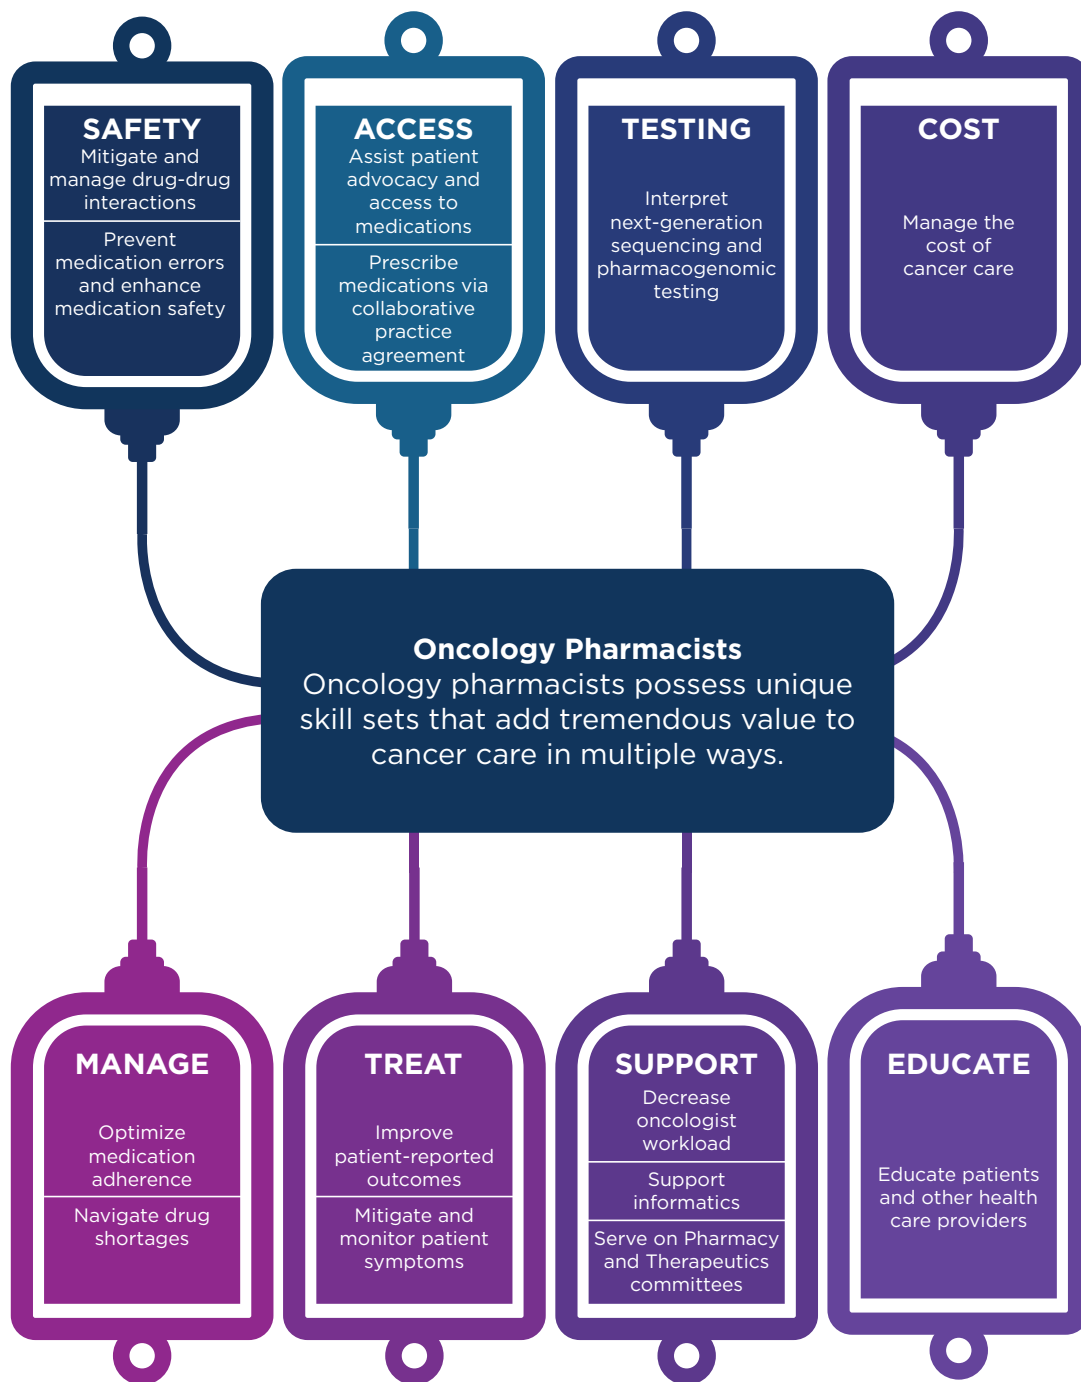 SAFETY
Mitigate and
manage drug-drug
interactions
Prevent
medication errors
and enhance
medication safety
ACCESS
Assist patient
advocacy and
access to
medications
Prescribe
medications via
collaborative
practice
agreement
TESTING
Interpret
next-generation
sequencing and
pharmacogenomic
testing
COST
Manage the
cost of
cancer care
Oncology Pharmacists
Oncology pharmacists possess unique
skill sets that add tremendous value to
cancer care in multiple ways.
MANAGE
Optimize
medication
adherence
Navigate drug
shortages
TREAT
Improve
patient-reported
outcomes
Mitigate and
monitor patient
symptoms
SUPPORT
Decrease
oncologist
workload
Support
informatics
Serve on Pharmacy
and Therapeutics
committees
EDUCATE
Educate patients
and other health
care providers